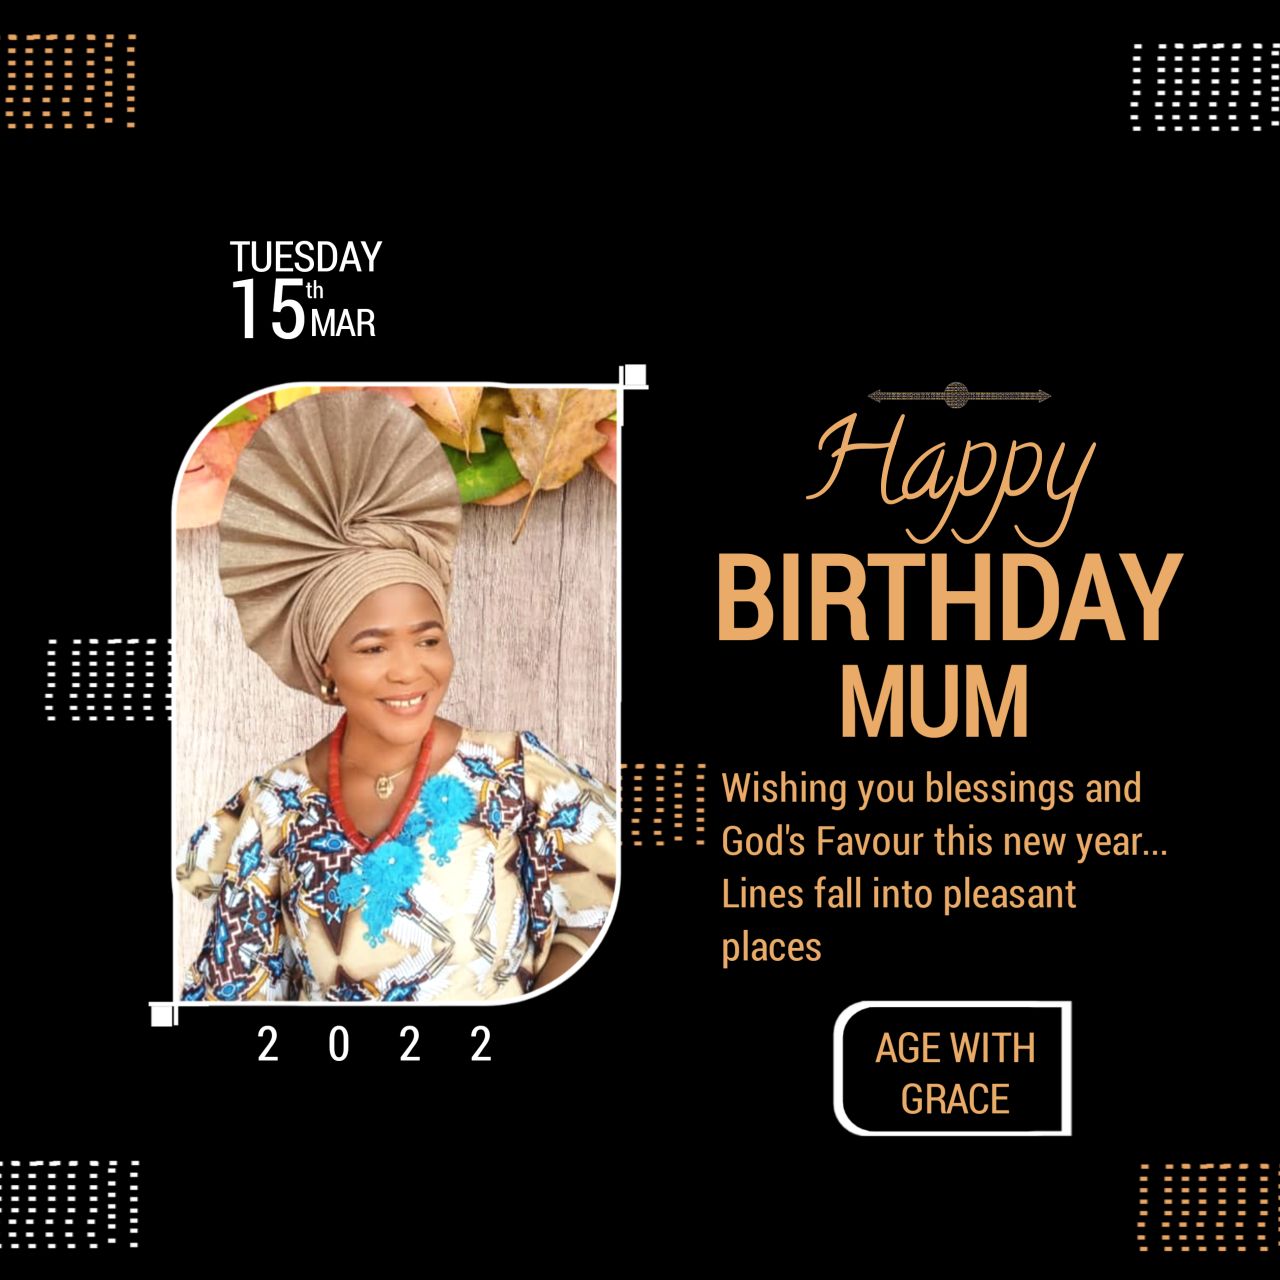 TUESDAY
15th MAR
Happy
BIRTHDAY
MUM
Wishing you blessings and
God's Favour this new year...
Lines fall into pleasant
places
2 0 2 2
AGE WITH
GRACE